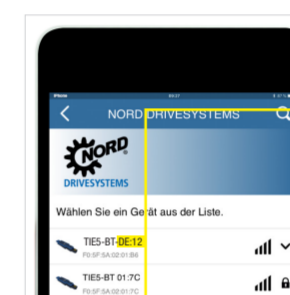 NORD DRIVESYSTEMS
NORD
DRIVESYSTEMS
Wählen Sie ein Gerät aus der Liste.
TIE5-BT-DE:12
F0:5F:5A:02:01:B6
TIE5-BT 01:7C
F0:5F:5A:02:01:7C